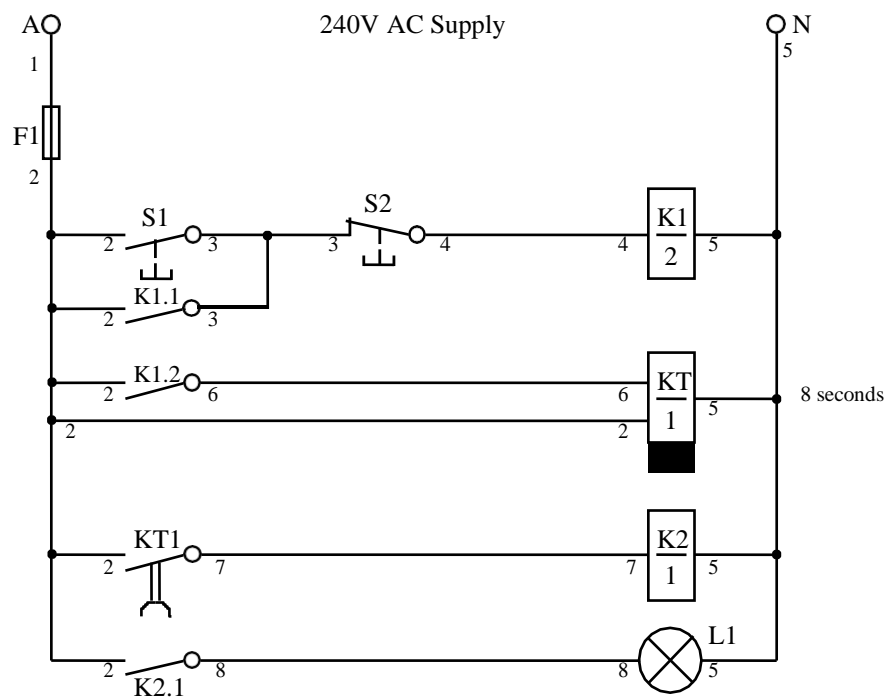 A 240V AC Supply N
1 5
F1
2
S1 S2 K1
2 3 3 4 4 5
2
K1.1
2 3
K1.2 KT
2 6 6 5 8 seconds
1
2 2
KT1 K2
2 7 7 5
1
L1
2 8 8 5
K2.1